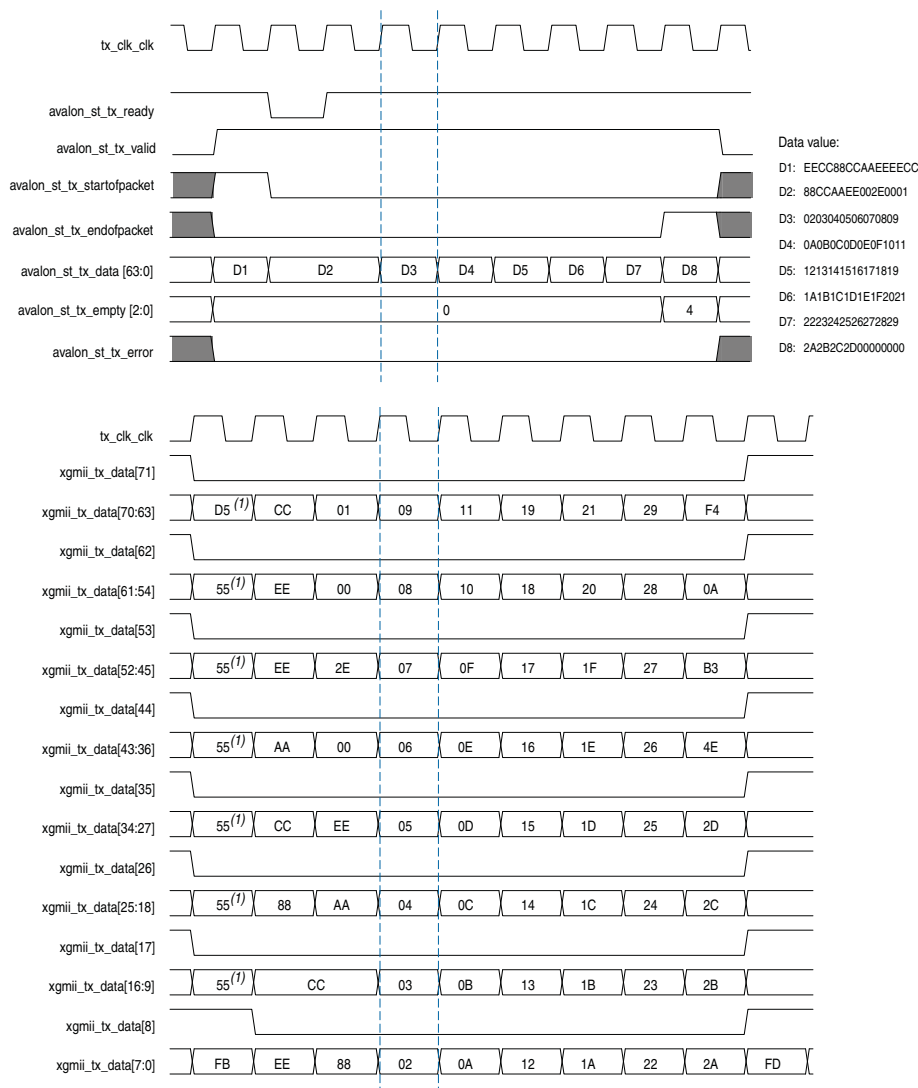 tx_clk_clk
avalon_st_tx_ready
avalon_st_tx_valid
avalon_st_tx_startofpacket
avalon_st_tx_endofpacket
avalon_st_tx_data [63:0] D1 D2 D3 D4 D5 D6 D7 D8
avalon_st_tx_empty [2:0] 0 4
avalon_st_tx_error
Data value:
D1: EECC88CCAAEEEECC
D2: 88CCAAEE002E0001
D3: 0203040506070809
D4: 0A0B0C0D0E0F1011
D5: 1213141516171819
D6: 1A1B1C1D1E1F2021
D7: 2223242526272829
D8: 2A2B2C2D00000000
tx_clk_clk
xgmii_tx_data[71]
xgmii_tx_data[70:63] D5 (1) CC 01 09 11 19 21 29 F4
xgmii_tx_data[62]
xgmii_tx_data[61:54] 55 (1) EE 00 08 10 18 20 28 0A
xgmii_tx_data[53]
xgmii_tx_data[52:45] 55 (1) EE 2E 07 0F 17 1F 27 B3
xgmii_tx_data[44]
xgmii_tx_data[43:36] 55 (1) AA 00 06 0E 16 1E 26 4E
xgmii_tx_data[35]
xgmii_tx_data[34:27] 55 (1) CC EE 05 0D 15 1D 25 2D
xgmii_tx_data[26]
xgmii_tx_data[25:18] 55 (1) 88 AA 04 0C 14 1C 24 2C
xgmii_tx_data[17]
xgmii_tx_data[16:9] 55 (1) CC 03 0B 13 1B 23 2B
xgmii_tx_data[8]
xgmii_tx_data[7:0] FB EE 88 02 0A 12 1A 22 2A FD